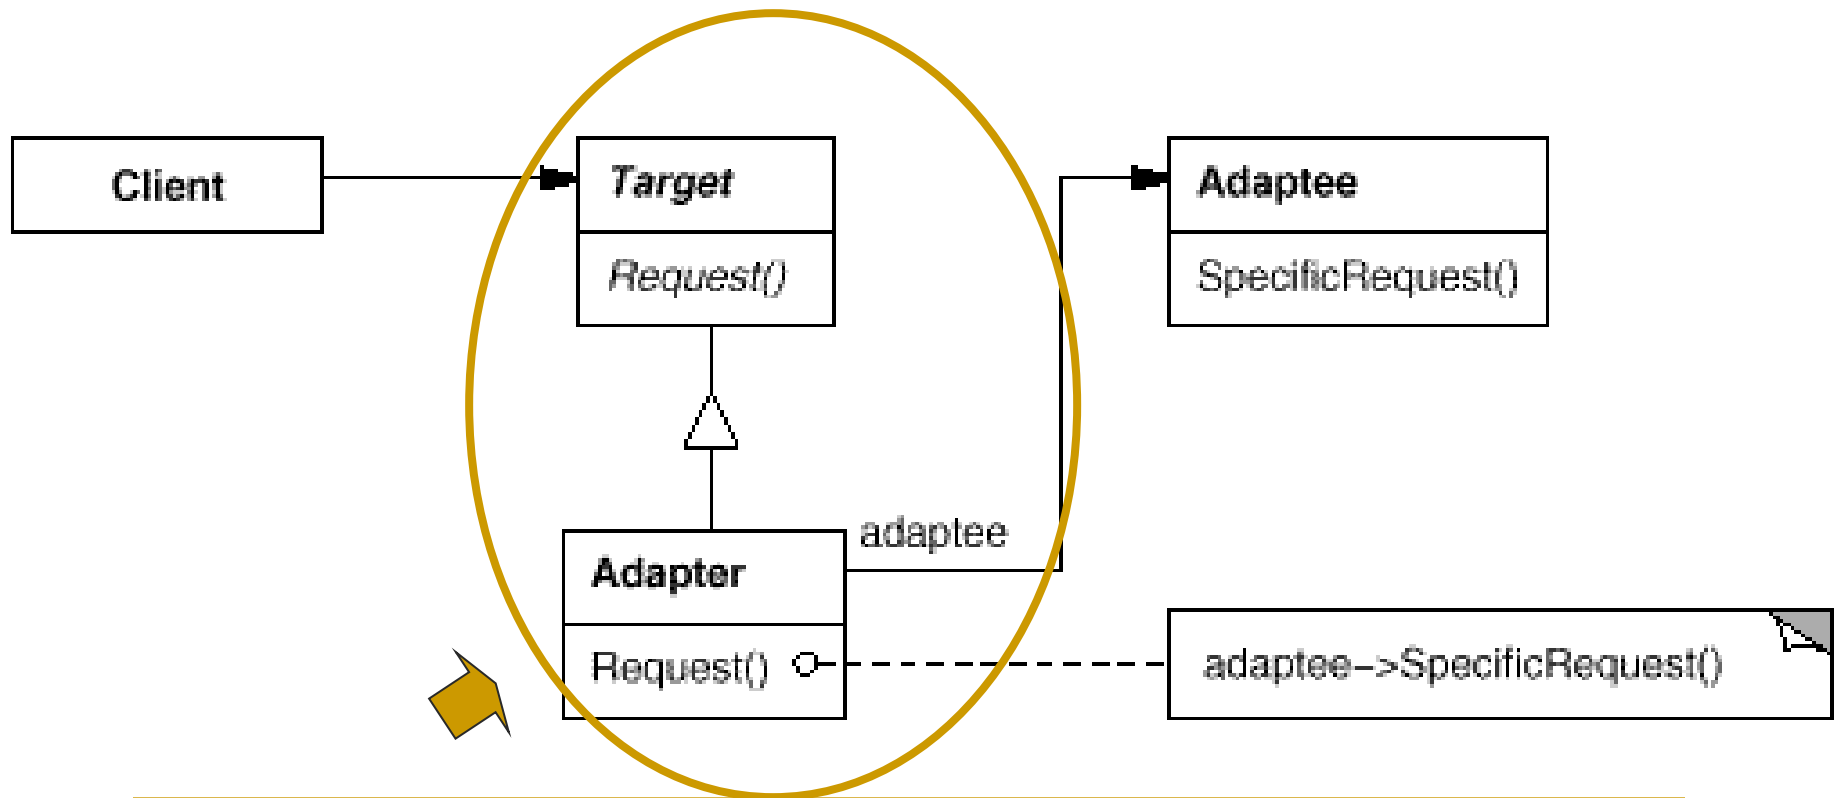 Client
Target
Request()
Adaptee
SpecificRequest()
adaptee
Adapter
Request()
adaptee->SpecificRequest()